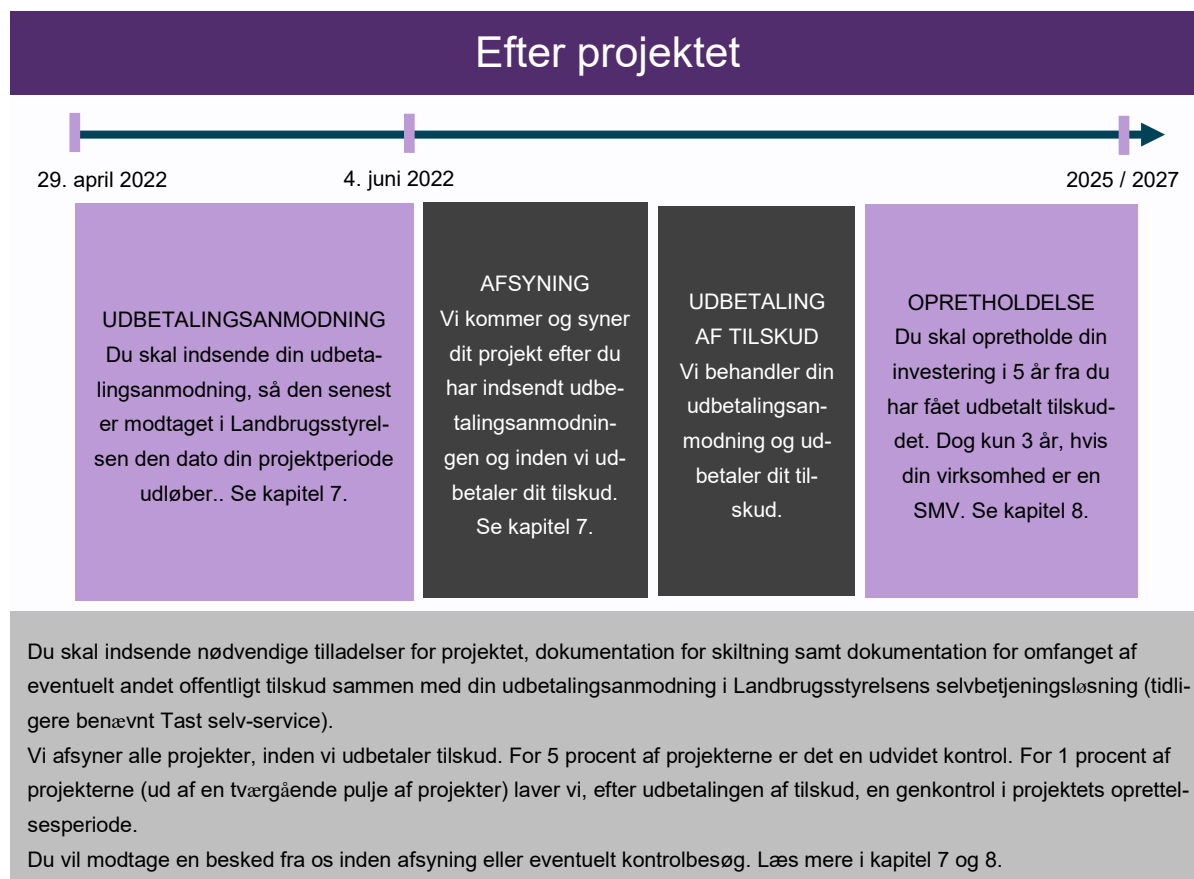 Efter projektet
29. april 2022
4. juni 2022
2025 / 2027
UDBETALINGSANMODNING
Du skal indsende din udbeta-
lingsanmodning, så den senest
er modtaget i Landbrugsstyrel-
sen den dato din projektperiode
udløber.. Se kapitel 7.
AFSYNING
Vi kommer og syner
dit projekt efter du
har indsendt udbe-
talingsanmodnin-
gen og inden vi ud-
betaler dit tilskud.
Se kapitel 7.
UDBETALING
AF TILSKUD
Vi behandler din
udbetalingsan-
modning og ud-
betaler dit til-
skud.
OPRETHOLDELSE
Du skal opretholde din
investering i 5 år fra du
har fået udbetalt tilskud-
det. Dog kun 3 år, hvis
din virksomhed er en
SMV. Se kapitel 8.
Du skal indsende nødvendige tilladelser for projektet, dokumentation for skiltning samt dokumentation for omfanget af
eventuelt andet offentligt tilskud sammen med din udbetalingsanmodning i Landbrugsstyrelsens selvbetjeningsløsning (tidli-
gere benævnt Tast selv-service).
Vi afsyner alle projekter, inden vi udbetaler tilskud. For 5 procent af projekterne er det en udvidet kontrol. For 1 procent af
projekterne (ud af en tværgående pulje af projekter) laver vi, efter udbetalingen af tilskud, en genkontrol i projektets oprettel-
sesperiode.
Du vil modtage en besked fra os inden afsyning eller eventuelt kontrolbesøg. Læs mere i kapitel 7 og 8.